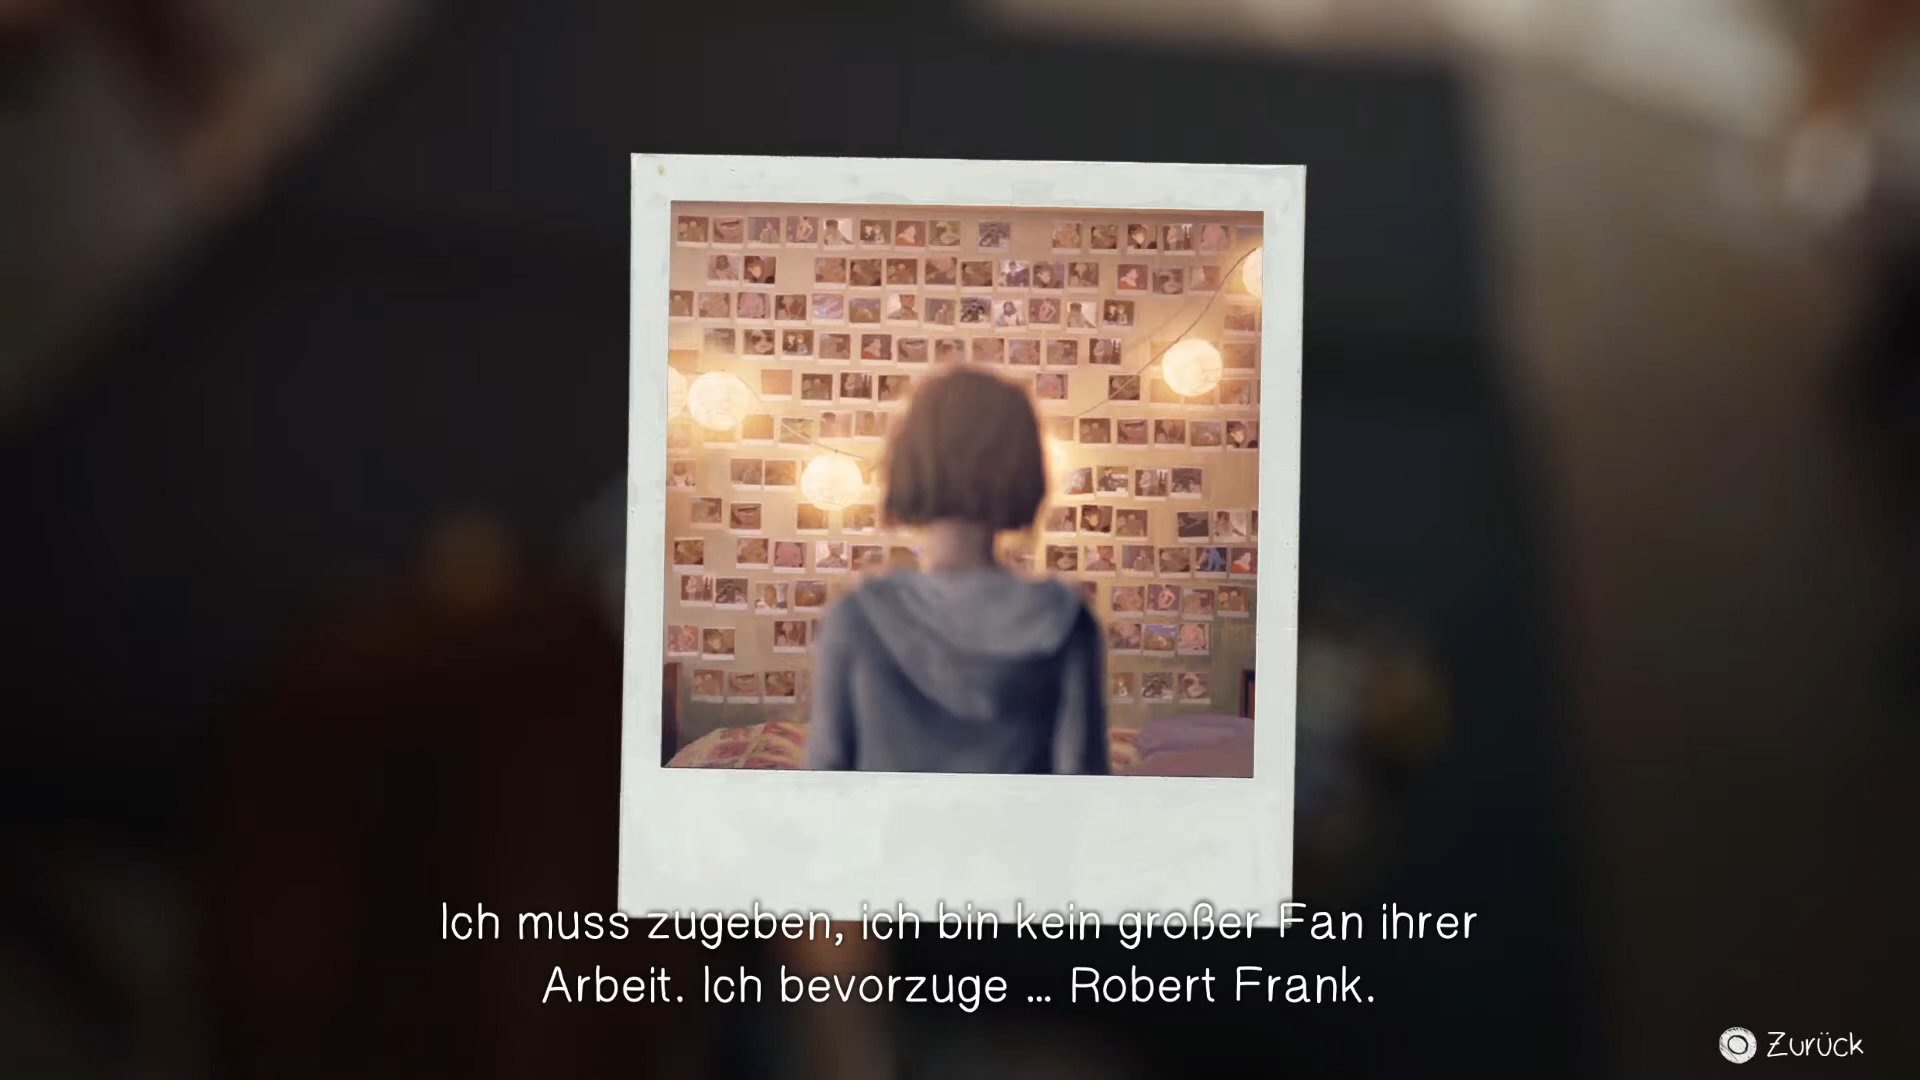 Ich muss zugeben, ich bin kein großer Fan ihrer
Arbeit. Ich bevorzuge ... Robert Frank.
Zurück